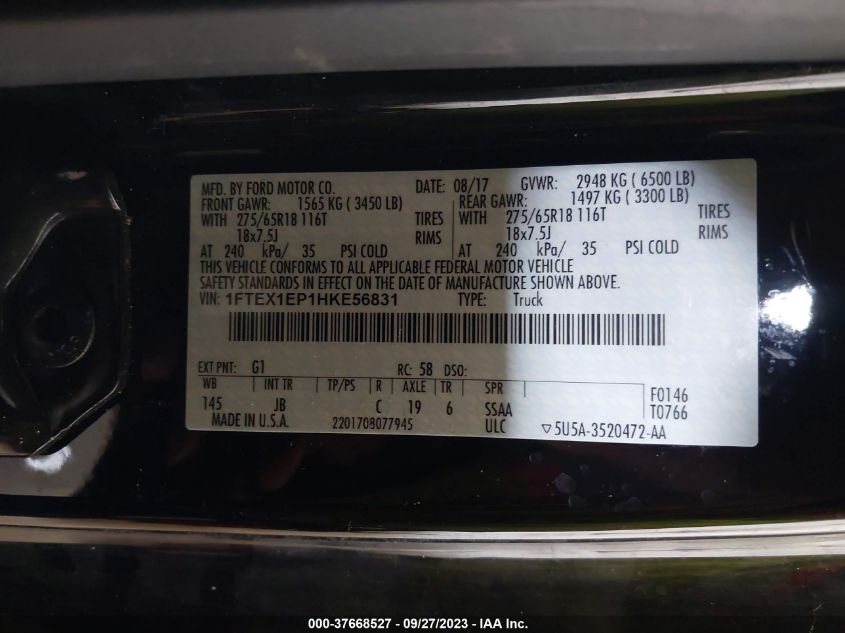 MFD. BY FORD MOTOR CO. DATE: 08/17 GVWR: 2948 KG ( 6500 LB)
FRONT GAWR: 1565 KG ( 3450 LB) REAR GAWR: 1497 KG ( 3300 LB)
WITH 275/65R18 116T TIRES WITH 275/65R18 116T TIRES
18x7.5J RIMS 18x7.5J RIMS
AT 240 kPa/ 35 PSI COLD AT 240 kPa/ 35 PSI COLD
THIS VEHICLE CONFORMS TO ALL APPLICABLE FEDERAL MOTOR VEHICLE
SAFETY STANDARDS IN EFFECT ON THE DATE OF MANUFACTURE SHOWN ABOVE.
VIN: 1FTEX1EP1HKE56831 TYPE: Truck
EXT PNT: G1 RC: 58 DSO:
WB INT TR TP/PS R AXLE TR SPR
145 JB C 19 6 SSAA F0146
T0766
MADE IN U.S.A. 2201708077945 ULC ▽5U5A-3520472-AA
000-37668527 - 09/27/2023 - IAA Inc.